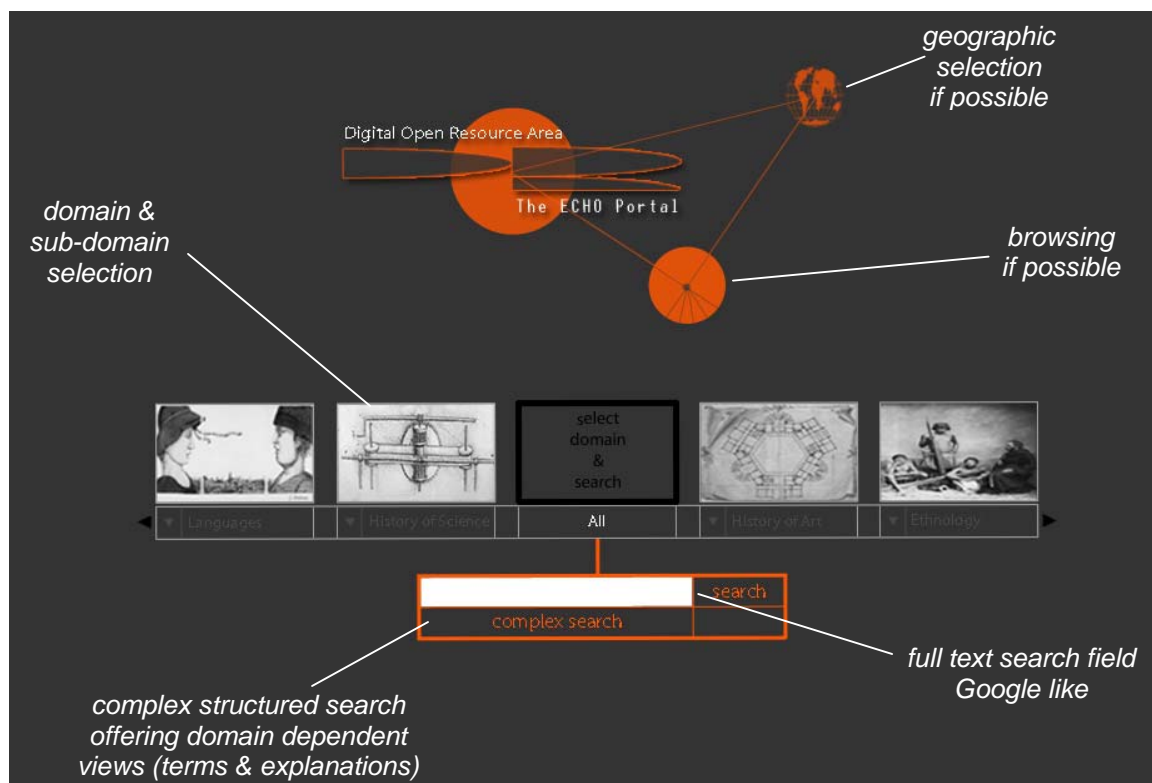 geographic
selection
if possible
Digital Open Resource Area
The ECHO Portal
domain &
sub-domain
selection
browsing
if possible
select
domain
&
search
Languages
History of Science
All
History of Art
Ethnology
search
complex search
full text search field
Google like
complex structured search
offering domain dependent
views (terms & explanations)